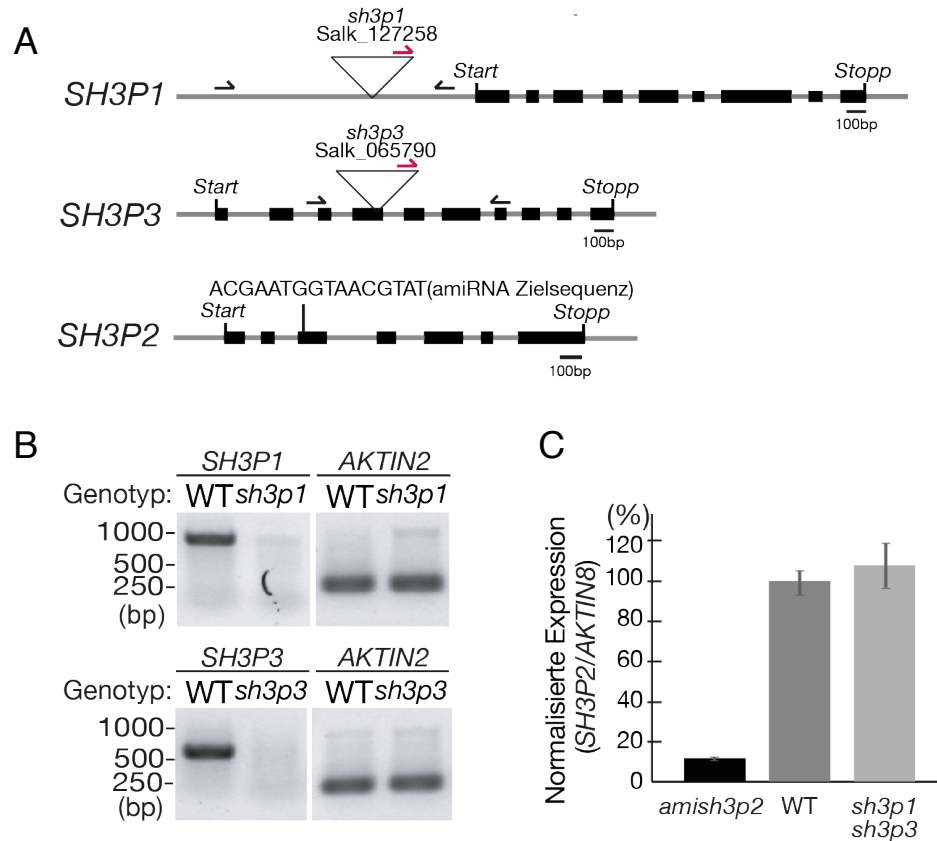 A
sh3p1
Salk_127258
SH3P1
Start
Stopp
100bp
sh3p3
Salk_065790
SH3P3
Start
Stopp
100bp
ACGAATGGTAACGTAT(amiRNA Zielsequenz)
SH3P2
Start
Stopp
100bp
B
SH3P1 AKTIN2
Genotyp: WT sh3p1 WT sh3p1
1000-
500-
250-
(bp)
SH3P3 AKTIN2
Genotyp: WT sh3p3 WT sh3p3
1000-
500-
250-
(bp)
C
Normalisierte Expression
(SH3P2/AKTIN8)
(%)
120
100
80
60
40
20
0
amish3p2
WT
sh3p1
sh3p3